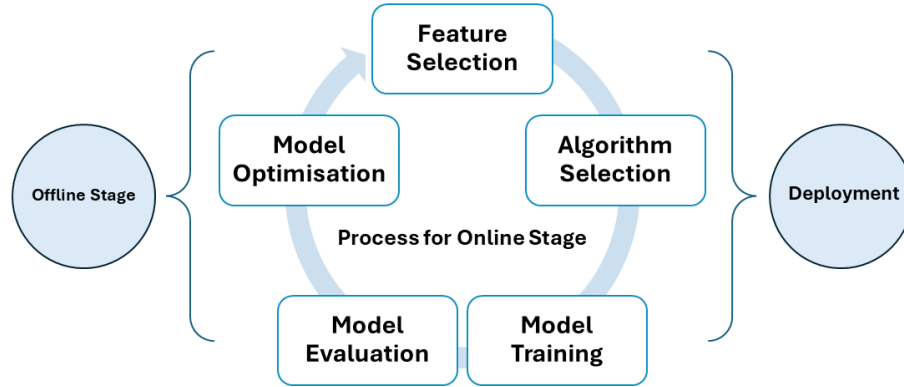 Feature
Selection
Model
Optimisation
Algorithm
Selection
Offline Stage
Deployment
Process for Online Stage
Model
Evaluation
Model
Training